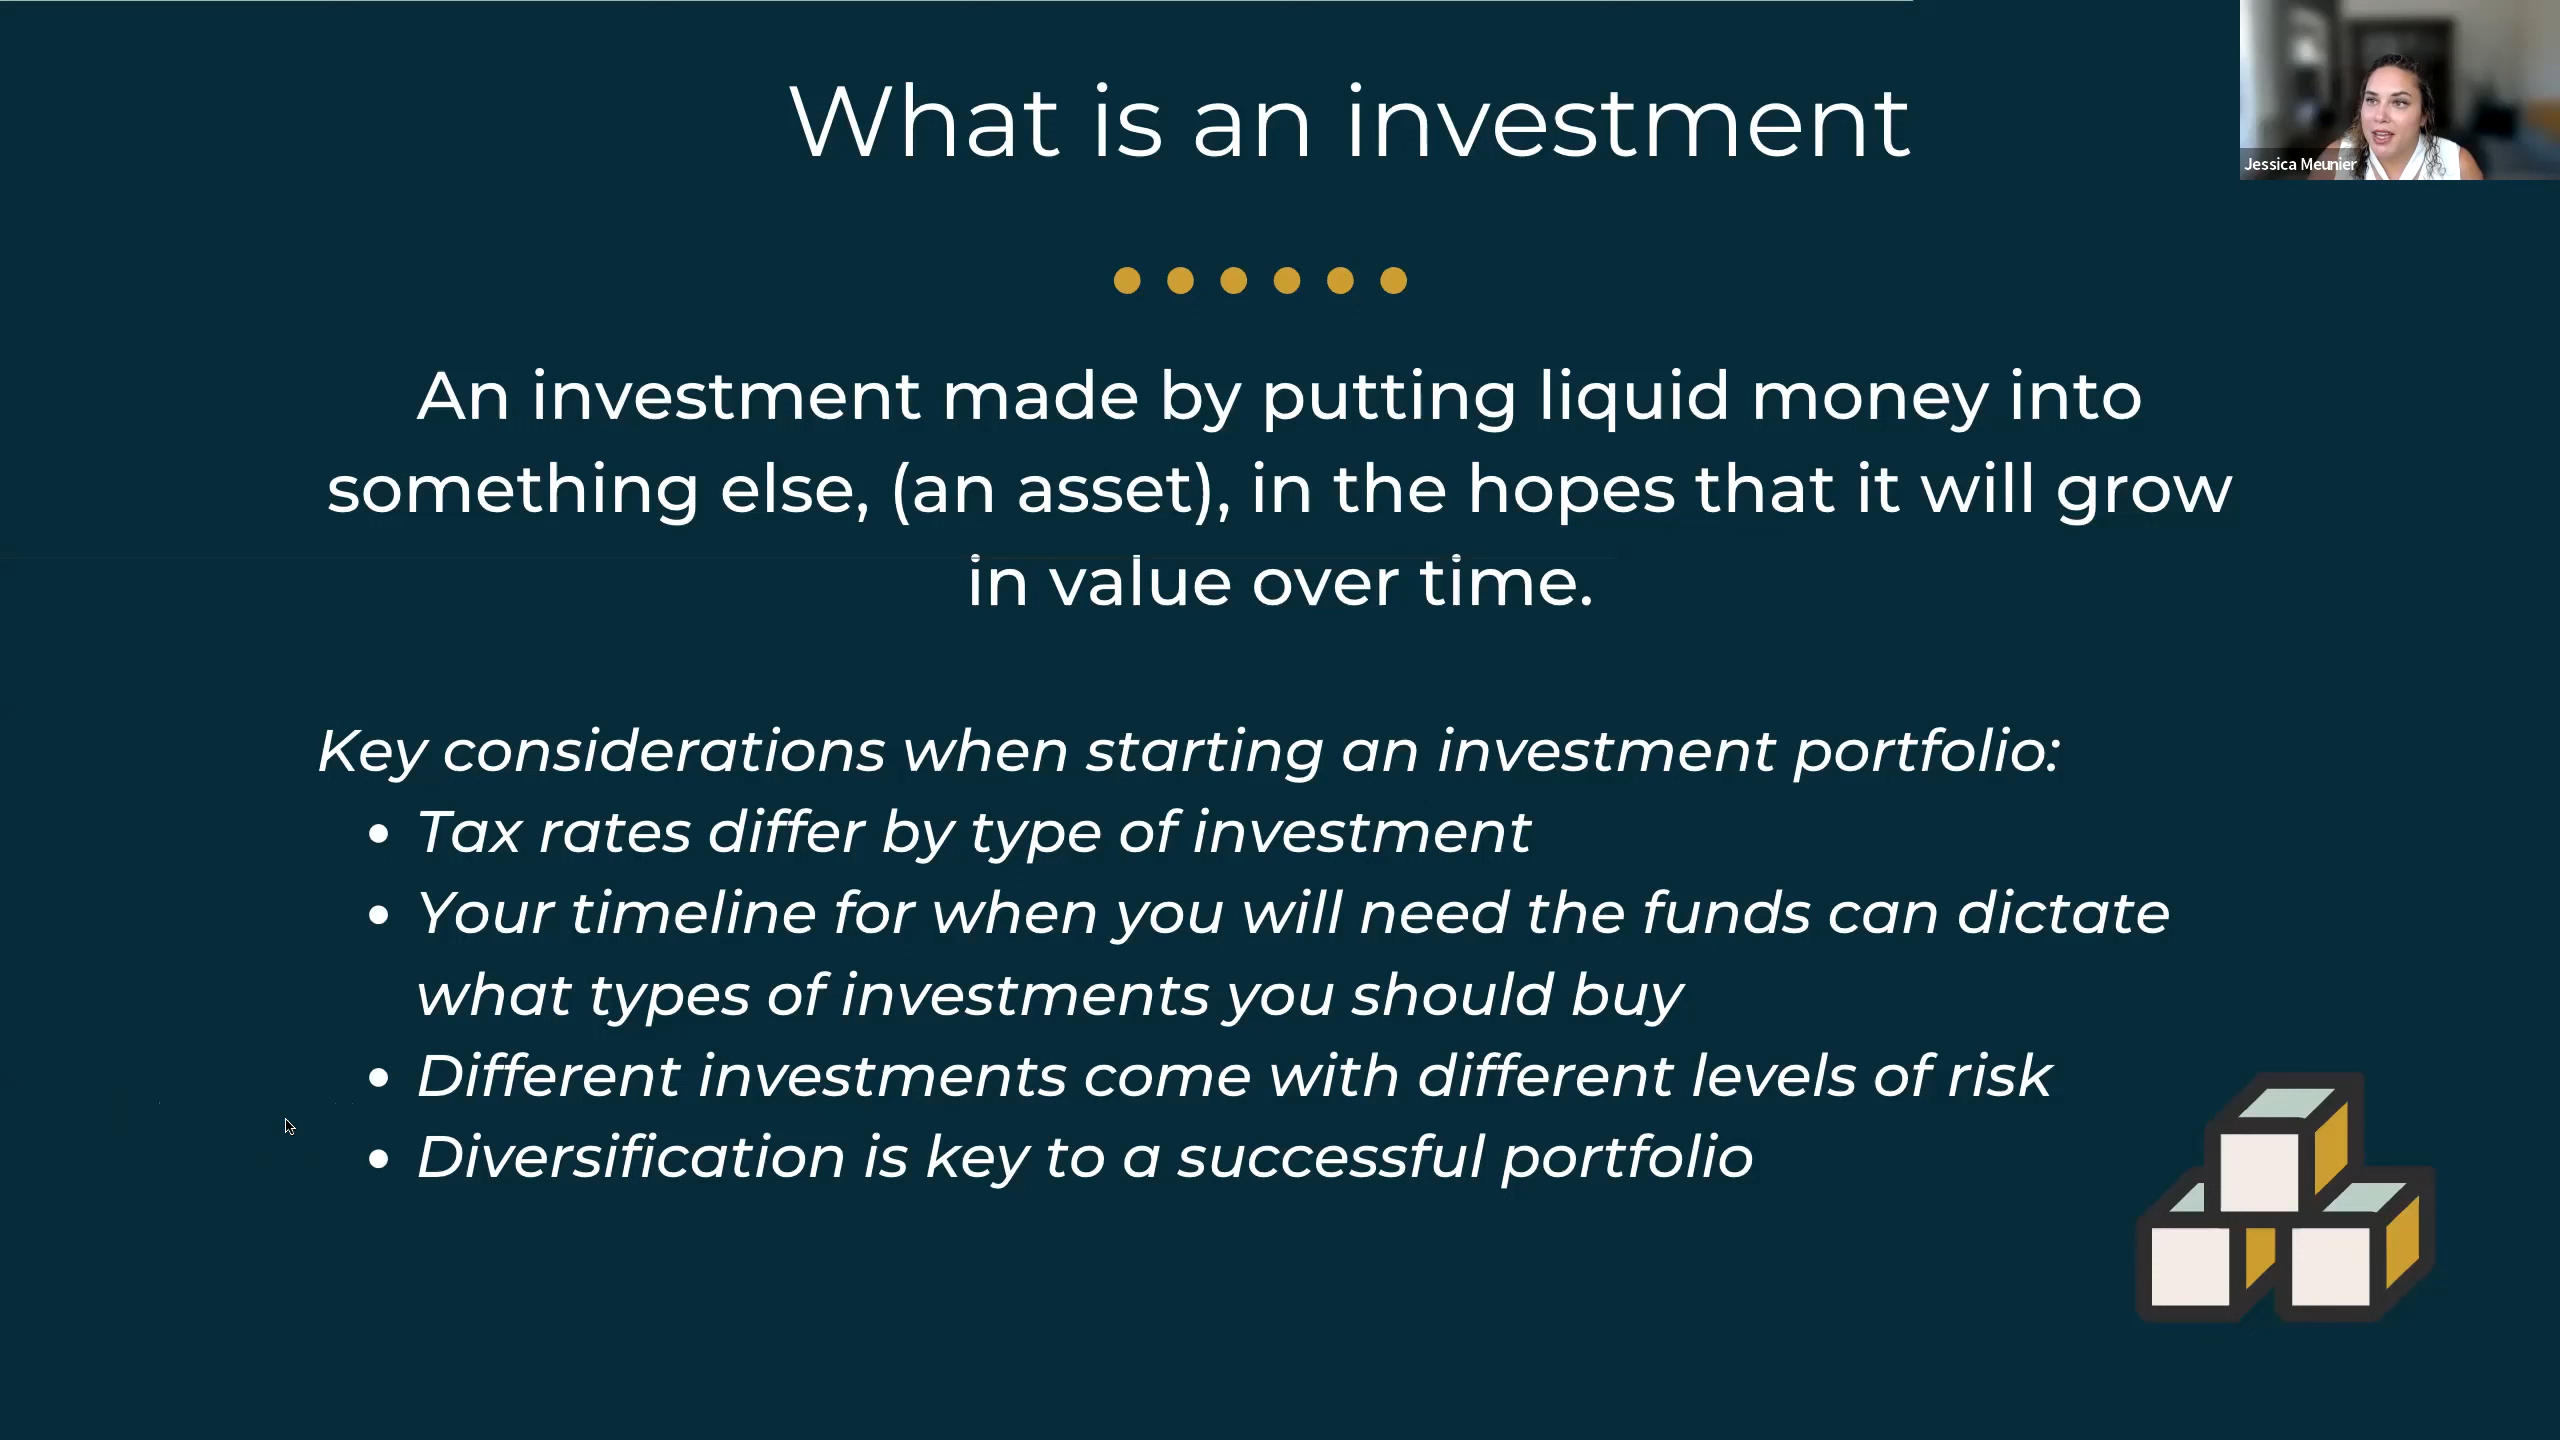 What is an investment
Jessica Meunier
An investment made by putting liquid money into
something else, (an asset), in the hopes that it will grow
in value over time.
Key considerations when starting an investment portfolio:
• Tax rates differ by type of investment
• Your timeline for when you will need the funds can dictate
what types of investments you should buy
• Different investments come with different levels of risk
• Diversification is key to a successful portfolio